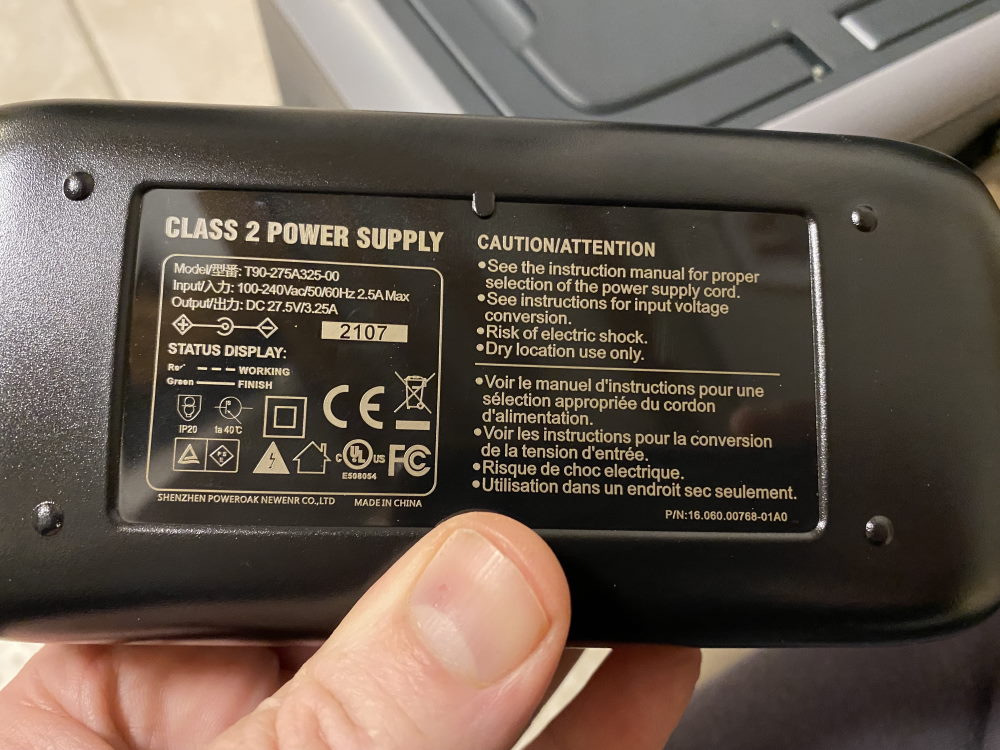 CLASS 2 POWER SUPPLY
Model/型番: T90-275A325-00
Input/入力: 100-240Vac/50/60Hz 2.5A Max
Output/出力: DC 27.5V/3.25A
2107
STATUS DISPLAY:
WORKING
Green FINISH
IP20 ta 40℃
CE
c UL us FC
E598054
SHENZHEN POWEROAK NEWENR CO.,LTD MADE IN CHINA
CAUTION/ATTENTION
•See the instruction manual for proper
selection of the power supply cord.
•See instructions for input voltage
conversion.
•Risk of electric shock.
•Dry location use only.
•Voir le manuel d'instructions pour une
sélection appropriée du cordon
d'alimentation.
•Voir les instructions pour la conversion
de la tension d'entrée.
•Risque de choc electrique.
•Utilisation dans un endroit sec seulement.
P/N:16.060.00768-01A0